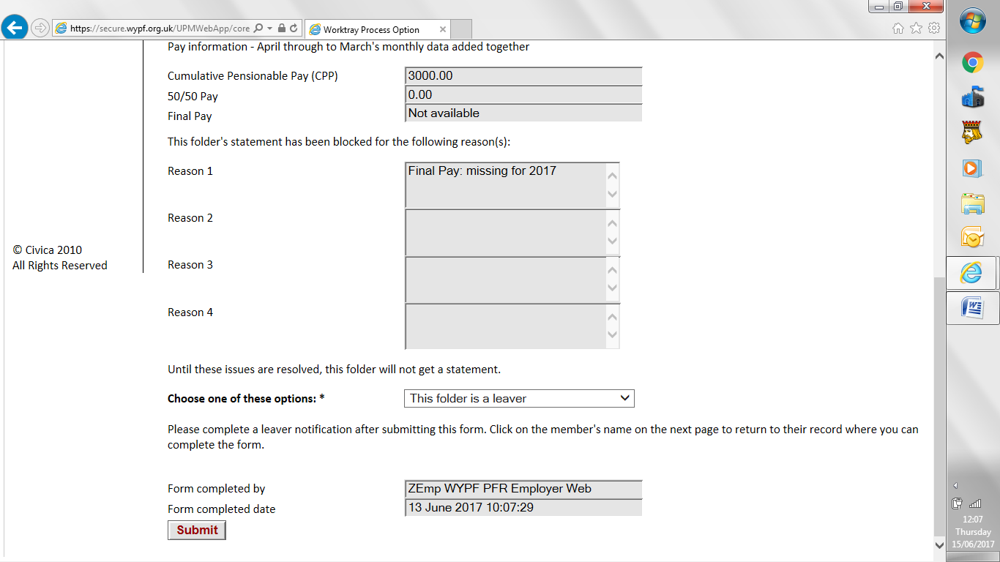 https://secure.wypf.org.uk/UPMWebApp/core
Worktray Process Option
Pay information - April through to March's monthly data added together
Cumulative Pensionable Pay (CPP) 3000.00
50/50 Pay 0.00
Final Pay Not available
This folder's statement has been blocked for the following reason(s):
Reason 1 Final Pay: missing for 2017
Reason 2
Reason 3
Reason 4
© Civica 2010
All Rights Reserved
Until these issues are resolved, this folder will not get a statement.
Choose one of these options: * This folder is a leaver
Please complete a leaver notification after submitting this form. Click on the member's name on the next page to return to their record where you can
complete the form.
Form completed by ZEmp WYPF PFR Employer Web
Form completed date 13 June 2017 10:07:29
Submit
12:07
Thursday
15/06/2017